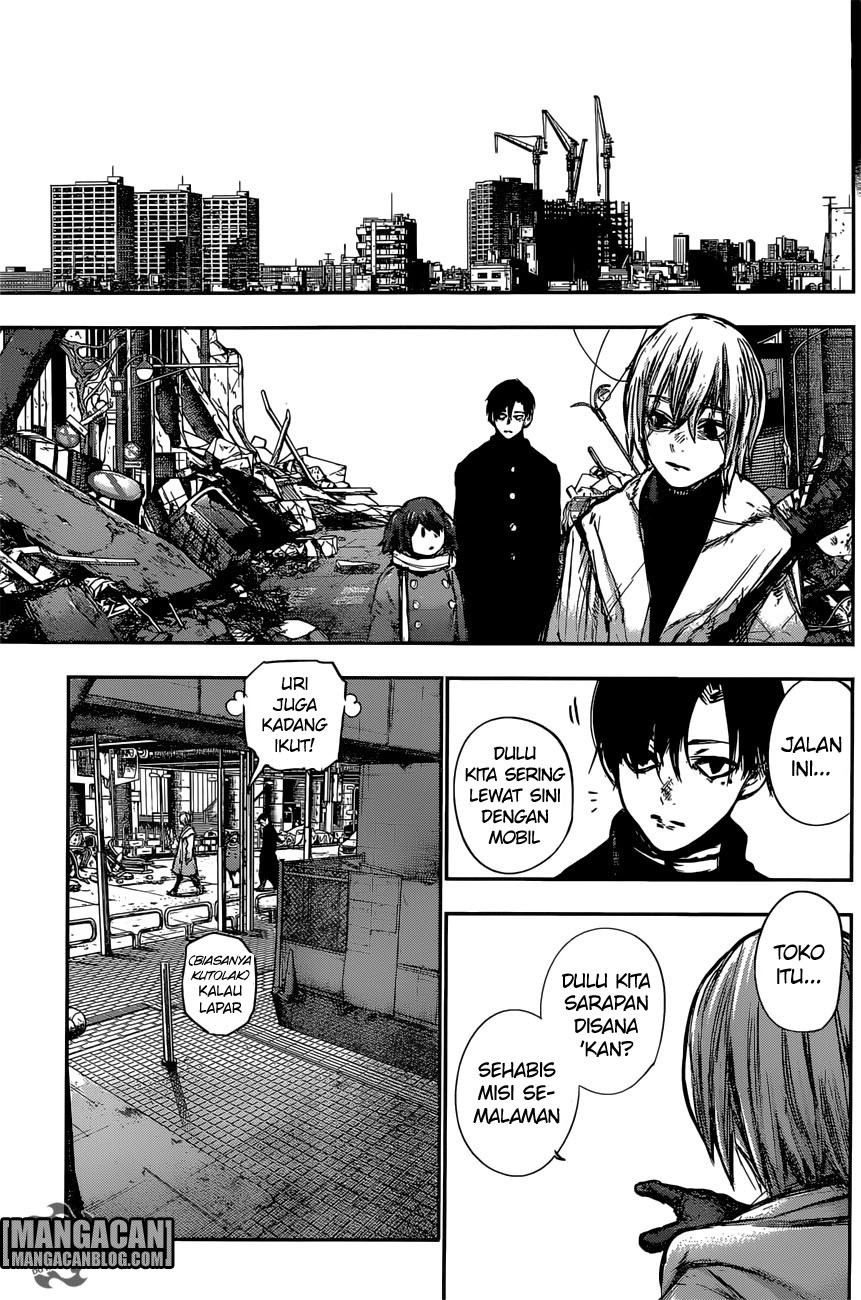 JALAN
INI...
DULU
KITA SERING
LEWAT SINI
DENGAN
MOBIL
TOKO
ITU...
DULU KITA
SARAPAN
DISANA
'KAN?
SEHABIS
MISI SE-
MALAMAN
URI
JUGA
KADANG
IKUT!
(BIASANYA
KUTOLAK)
KALAU
LAPAR
[MANGACAN]
MANGACANBLOG.COM